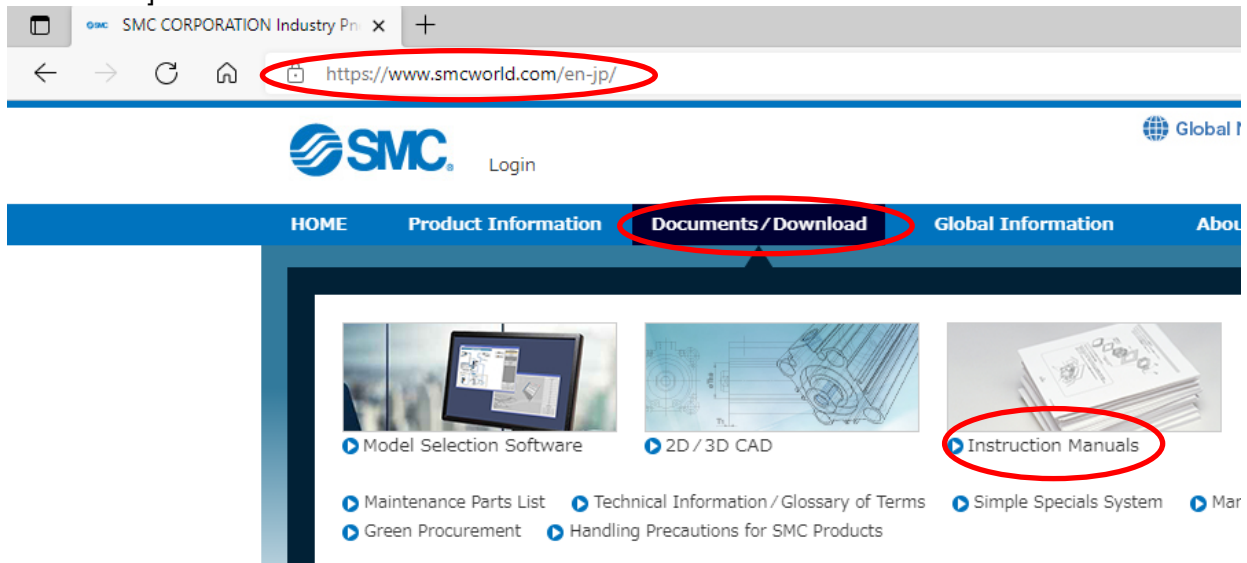 ]
SMC CORPORATION Industry Pn
https://www.smcworld.com/en-jp/
Global
SMC.
Login
HOME Product Information Documents/Download Global Information Abou
Model Selection Software 2D/3D CAD Instruction Manuals
Maintenance Parts List Technical Information/Glossary of Terms Simple Specials System Mar
Green Procurement Handling Precautions for SMC Products